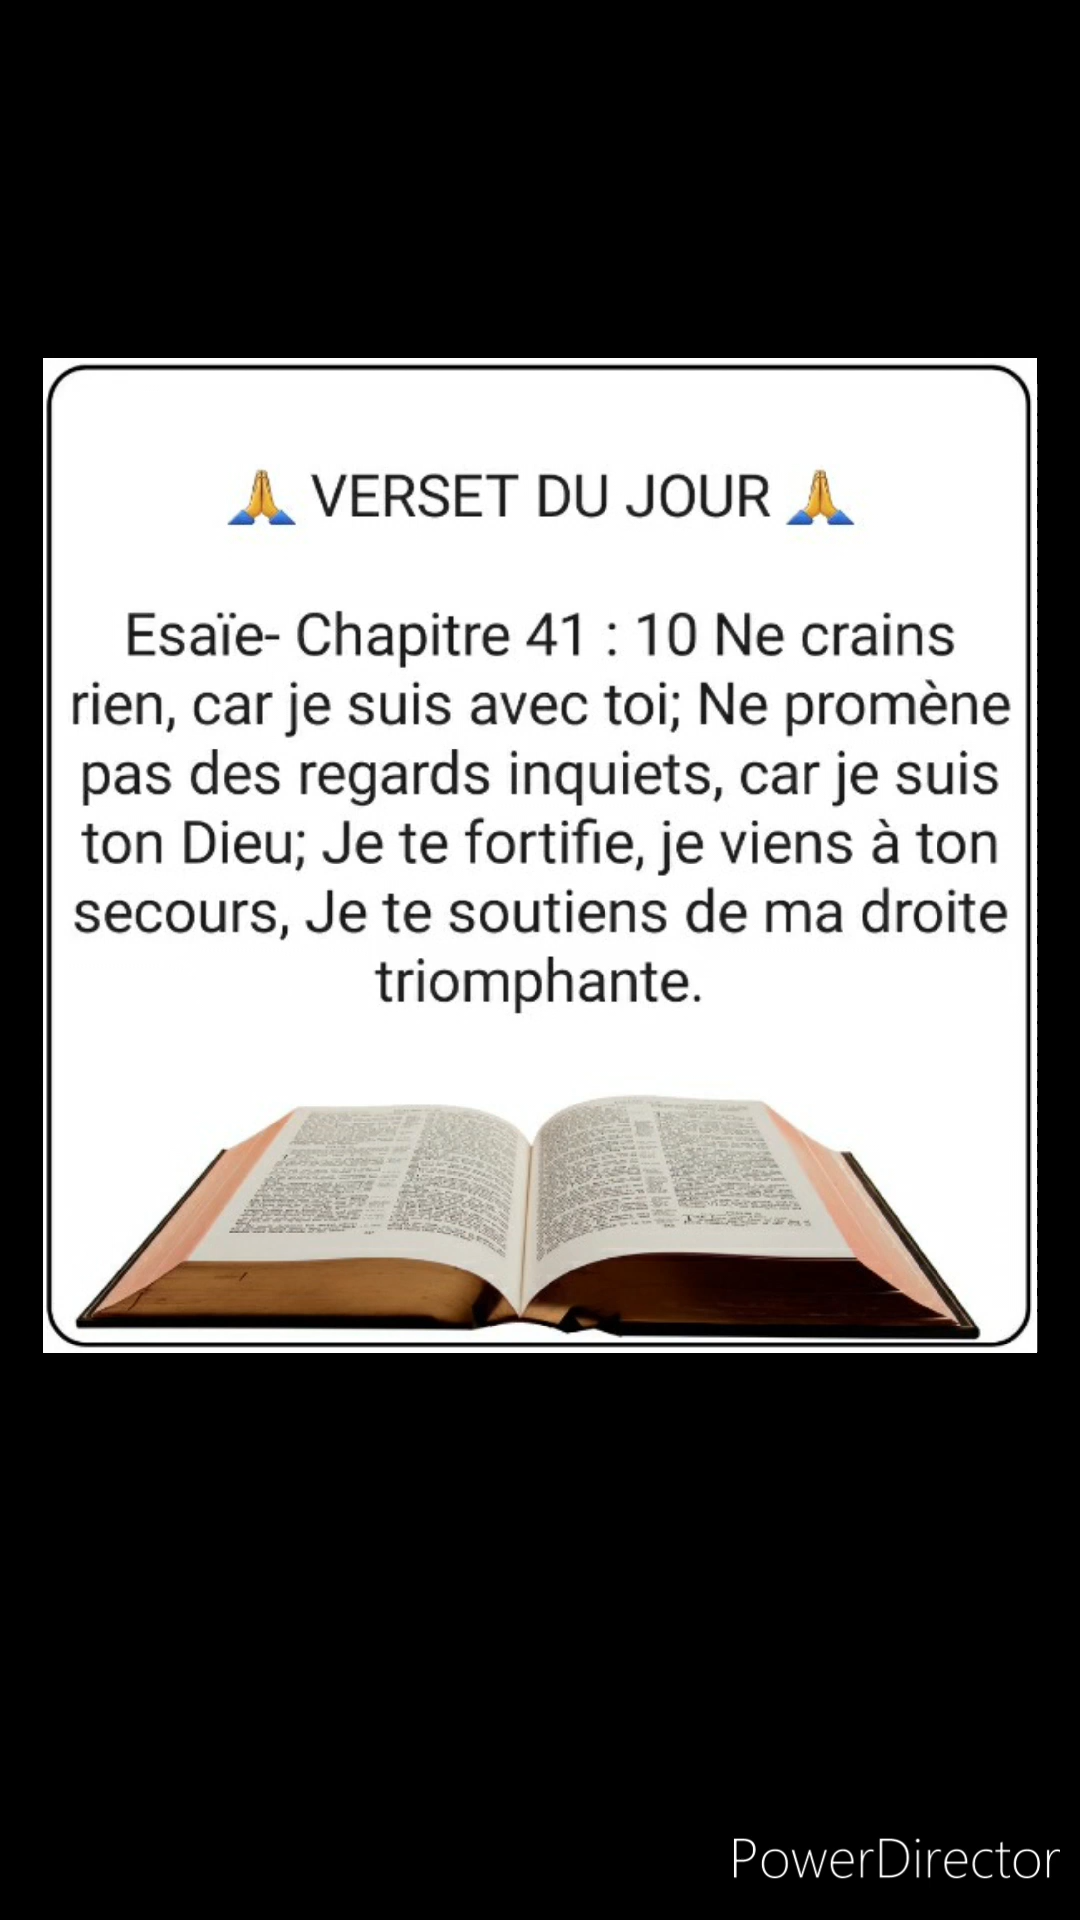 🙏 VERSET DU JOUR 🙏
Esaïe- Chapitre 41 : 10 Ne crains
rien, car je suis avec toi; Ne promène
pas des regards inquiets, car je suis
ton Dieu; Je te fortifie, je viens à ton
secours, Je te soutiens de ma droite
triomphante.
PowerDirector